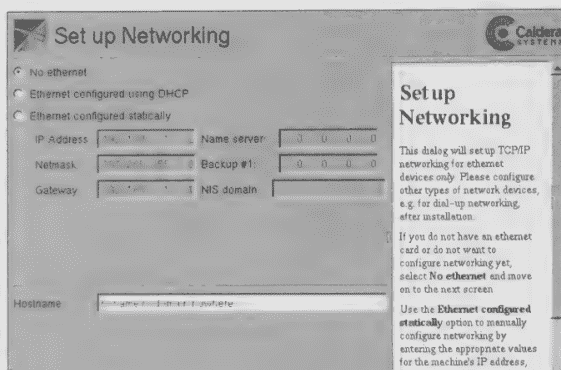 Set up Networking
Caldera
SYSTEMS
No ethernet
Ethernet configured using DHCP
Ethernet configured statically
IP Address
Name server:
0 0 0 0
Netmask
Backup #1:
0 0 0 0
Gateway
NIS domain
Hostname
Set up
Networking
This dialog will set up TCP/IP
networking for ethernet
devices only. Please configure
other types of network devices,
e.g. for dial-up networking,
after installation.
If you do not have an ethernet
card or do not want to
configure networking yet,
select No ethernet and move
on to the next screen
Use the Ethernet configured
statically option to manually
configure networking by
entering the appropriate values
for the machine's IP address,